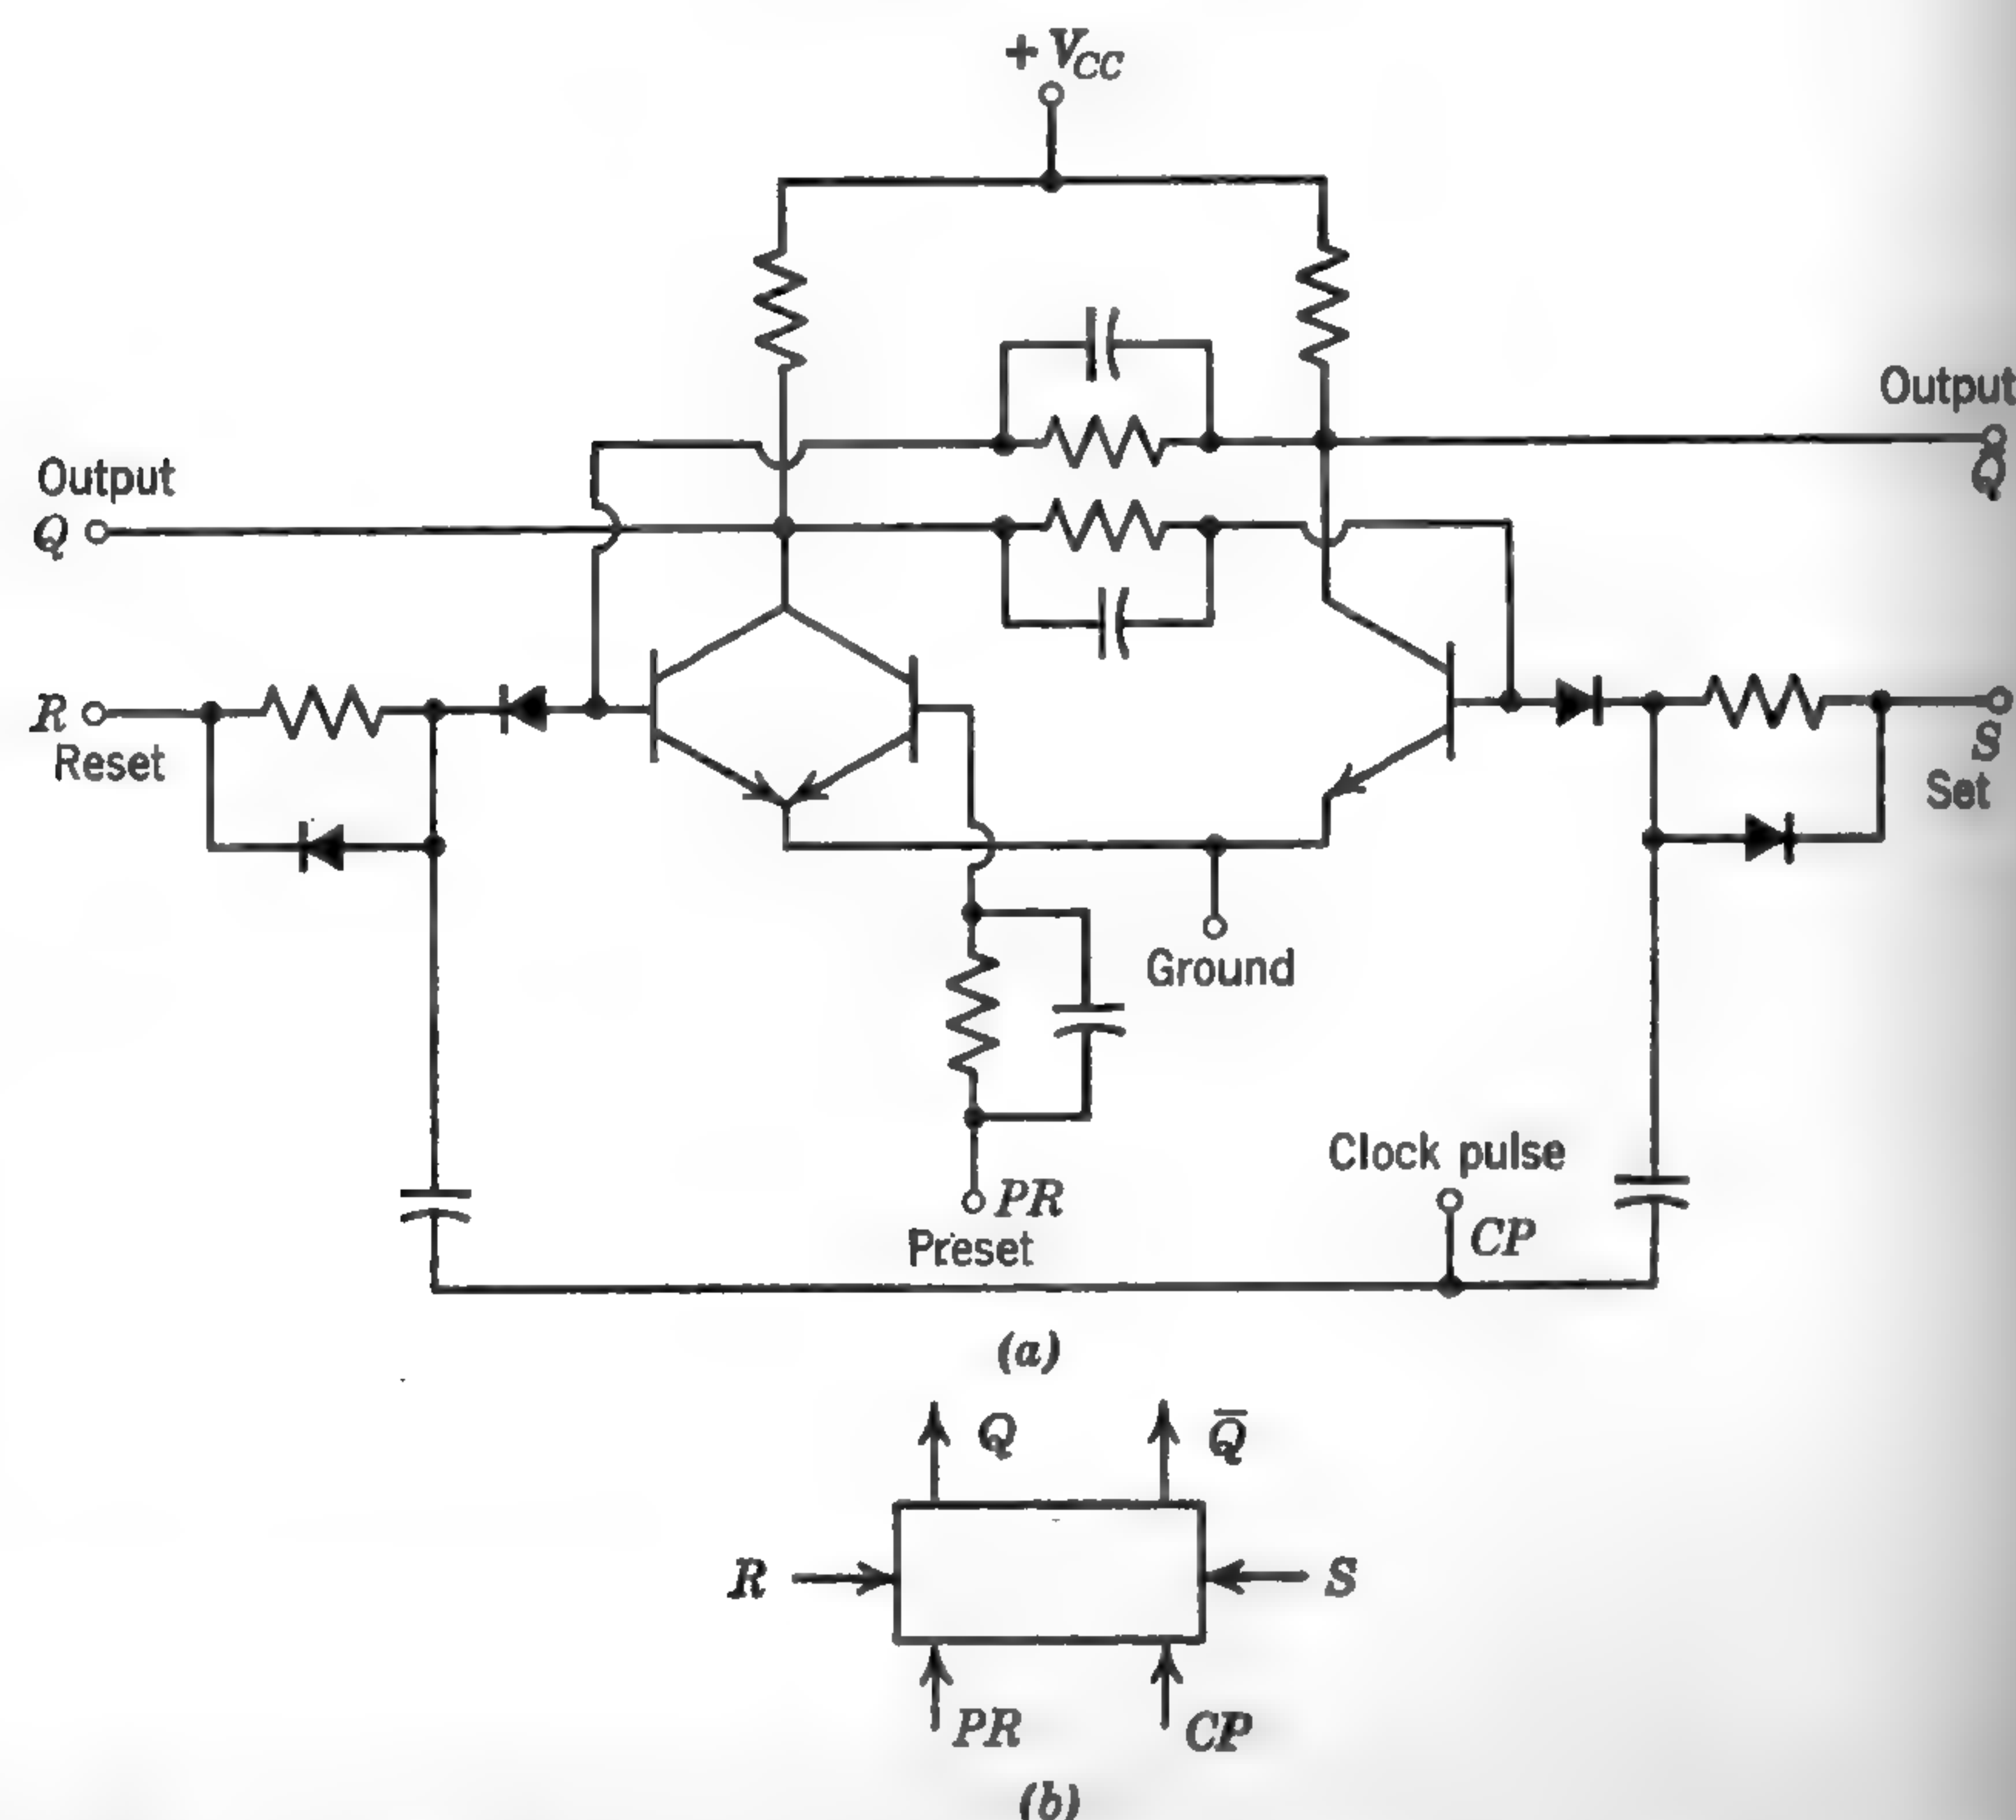 + V_CC
Output
Q̄
Output
Q
R
Reset
S
Set
Ground
PR
Preset
Clock pulse
CP
(a)
Q
Q̄
R
S
PR
CP
(b)